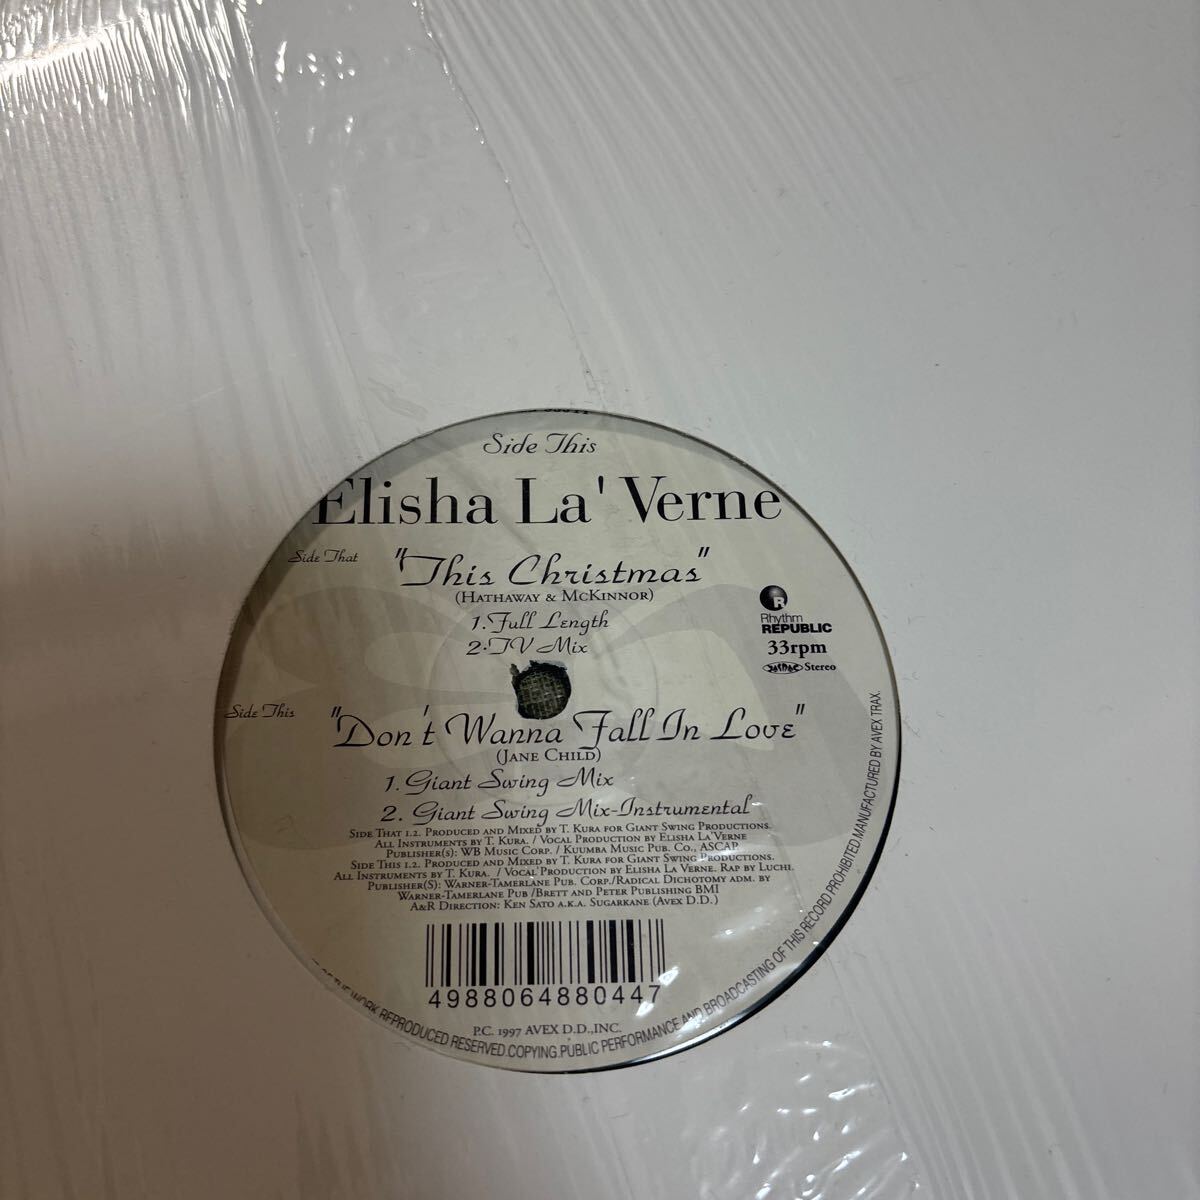 Side This
Elisha La' Verne
Side That
"This Christmas"
(Hathaway & McKinnor)
1. Full Length
2. TV Mix
R
Rhythm
REPUBLIC
33rpm
Stereo
Side This
"Don't Wanna Fall In Love"
(Jane Child)
1. Giant Swing Mix
2. Giant Swing Mix-Instrumental
Side That 1.2. Produced and Mixed by T. Kura for Giant Swing Productions.
All Instruments by T. Kura. / Vocal Production by Elisha La'Verne
Publisher(s): WB Music Corp. / Kuumba Music Pub. Co., ASCAP
Side This 1.2. Produced and Mixed by T. Kura for Giant Swing Productions.
All Instruments by T. Kura. / Vocal Production by Elisha La Verne. Rap by Luchi.
Publisher(S): Warner-Tamerlane Pub. Corp./Radical Dichotomy adm. by
Warner-Tamerlane Pub /Brett and Peter Publishing BMI
A&R Direction: Ken Sato a.k.a. Sugarkane (Avex D.D.)
4988064880447
P.C. 1997 AVEX D.D.,INC.
THE WORK REPRODUCED RESERVED.COPYING.PUBLIC PERFORMANCE AND BROADCASTING OF THIS RECORD PROHIBITED.MANUFACTURED BY AVEX TRAX.